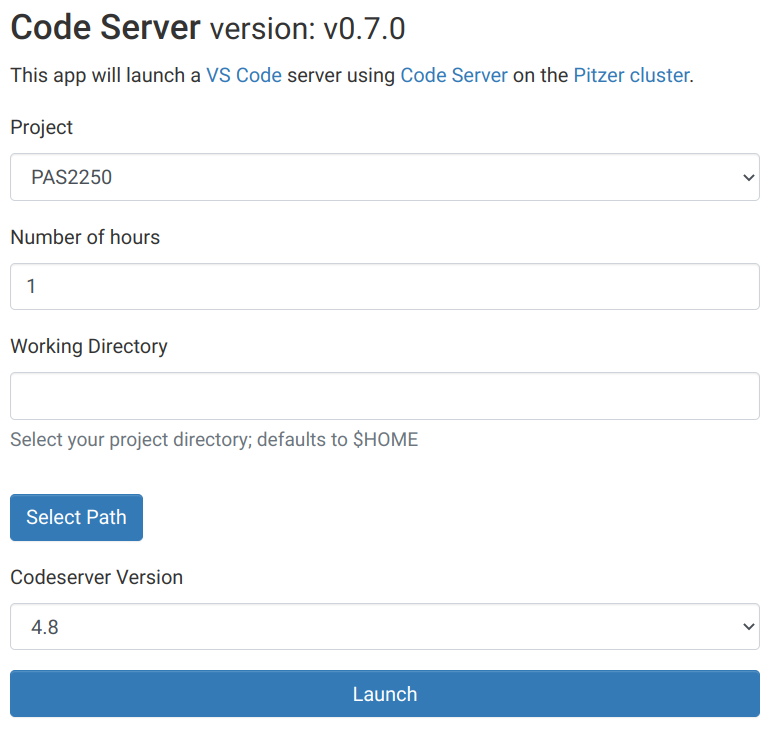 Code Server version: v0.7.0
This app will launch a VS Code server using Code Server on the Pitzer cluster.
Project
PAS2250
Number of hours
1
Working Directory
Select your project directory; defaults to $HOME
Select Path
Codeserver Version
4.8
Launch